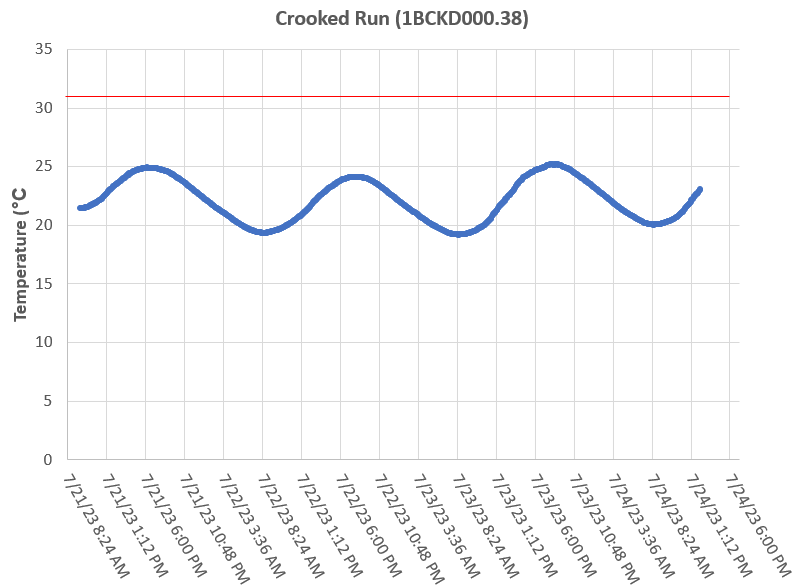 Crooked Run (1BCKD000.38)
35
30
25
20
15
10
5
0
Temperature (°C
7/21/23 8:24 AM
7/21/23 1:12 PM
7/21/23 6:00 PM
7/21/23 10:48 PM
7/22/23 3:36 AM
7/22/23 8:24 AM
7/22/23 1:12 PM
7/22/23 6:00 PM
7/22/23 10:48 PM
7/23/23 3:36 AM
7/23/23 8:24 AM
7/23/23 1:12 PM
7/23/23 6:00 PM
7/23/23 10:48 PM
7/24/23 3:36 AM
7/24/23 8:24 AM
7/24/23 1:12 PM
7/24/23 6:00 PM